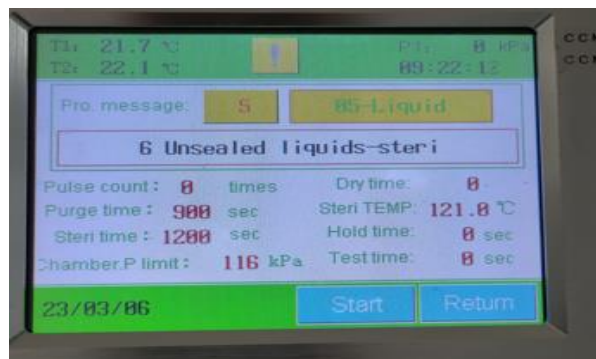 T1: 21.7 ℃ ! P1: 0 kPa
T2: 22.1 ℃ 09:22:12
Pro. message: 5 05-Liquid
6 Unsealed liquids-steri
Pulse count: 0 times Dry time: 0
Purge time: 900 sec Steri TEMP: 121.0 ℃
Steri time: 1200 sec Hold time: 0 sec
Chamber.P limit: 116 kPa Test time: 0 sec
23/03/06 Start Return